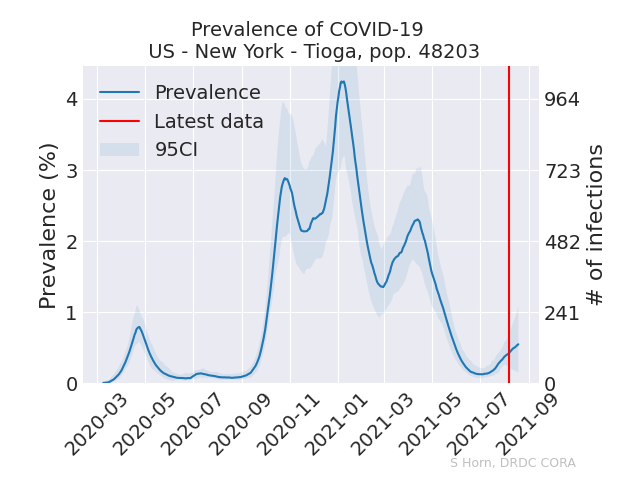 Prevalence of COVID-19
US - New York - Tioga, pop. 48203
Prevalence
Latest data
95CI
Prevalence (%)
4
3
2
1
0
964
723
482
241
0
# of infections
2020-03
2020-05
2020-07
2020-09
2020-11
2021-01
2021-03
2021-05
2021-07
2021-09
S Horn, DRDC CORA